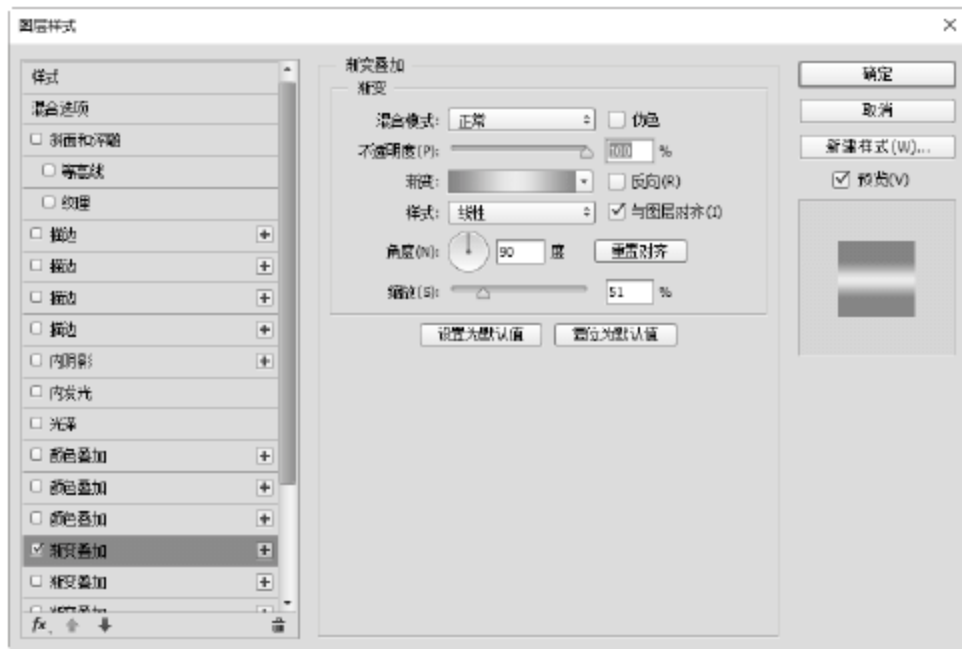 图层样式
样式
混合选项
斜面和浮雕
等高线
纹理
描边
描边
描边
描边
内阴影
内发光
光泽
颜色叠加
颜色叠加
颜色叠加
渐变叠加
渐变叠加
渐变叠加
fx
渐变叠加
渐变
混合模式: 正常 仿色
不透明度(P): 100 %
渐变: 反向(R)
样式: 线性 与图层对齐(I)
角度(N): 90 度 重置对齐
缩放(S): 51 %
设置为默认值 复位为默认值
确定
取消
新建样式(W)...
预览(V)